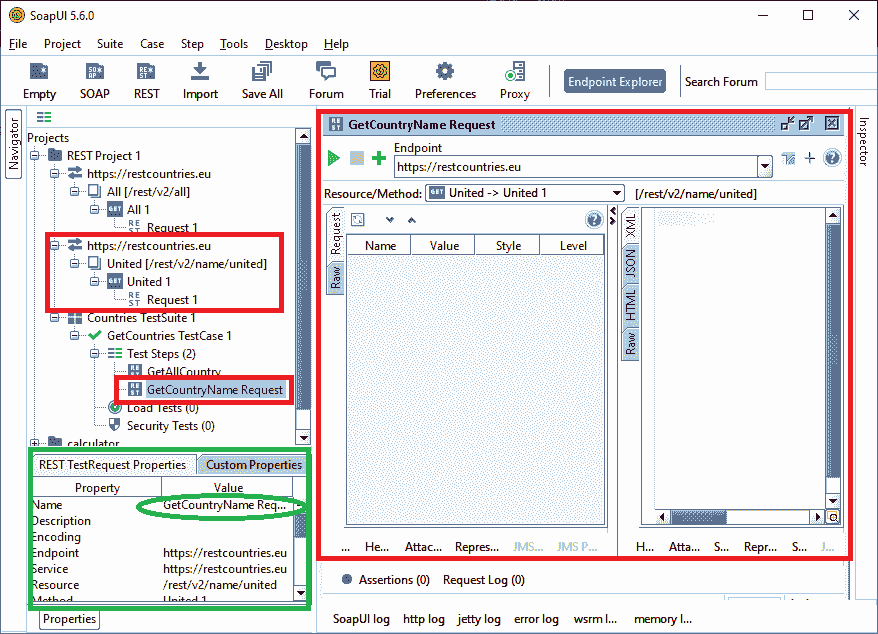 SoapUI 5.6.0
File Project Suite Case Step Tools Desktop Help
Empty SOAP REST Import Save All Forum Trial Preferences Proxy Endpoint Explorer Search Forum
Navigator
Projects
REST Project 1
https://restcountries.eu
All [/rest/v2/all]
All 1
Request 1
https://restcountries.eu
United [/rest/v2/name/united]
United 1
Request 1
Countries TestSuite 1
GetCountries TestCase 1
Test Steps (2)
GetAllCountry
GetCountryName Request
Load Tests (0)
Security Tests (0)
calculator
REST TestRequest Properties Custom Properties
Property Value
Name GetCountryName Req...
Description
Encoding
Endpoint https://restcountries.eu
Service https://restcountries.eu
Resource /rest/v2/name/united
Method United 1
Properties
GetCountryName Request
Endpoint
https://restcountries.eu
Resource/Method: United -> United 1 [/rest/v2/name/united]
Request
Raw
Name Value Style Level
XML
JSON
HTML
Raw
... He... Attac... Repres... JMS... JMS P... H... Atta... S... Repr... S... J...
Assertions (0) Request Log (0)
SoapUI log http log jetty log error log wsrm l... memory l...
Inspector